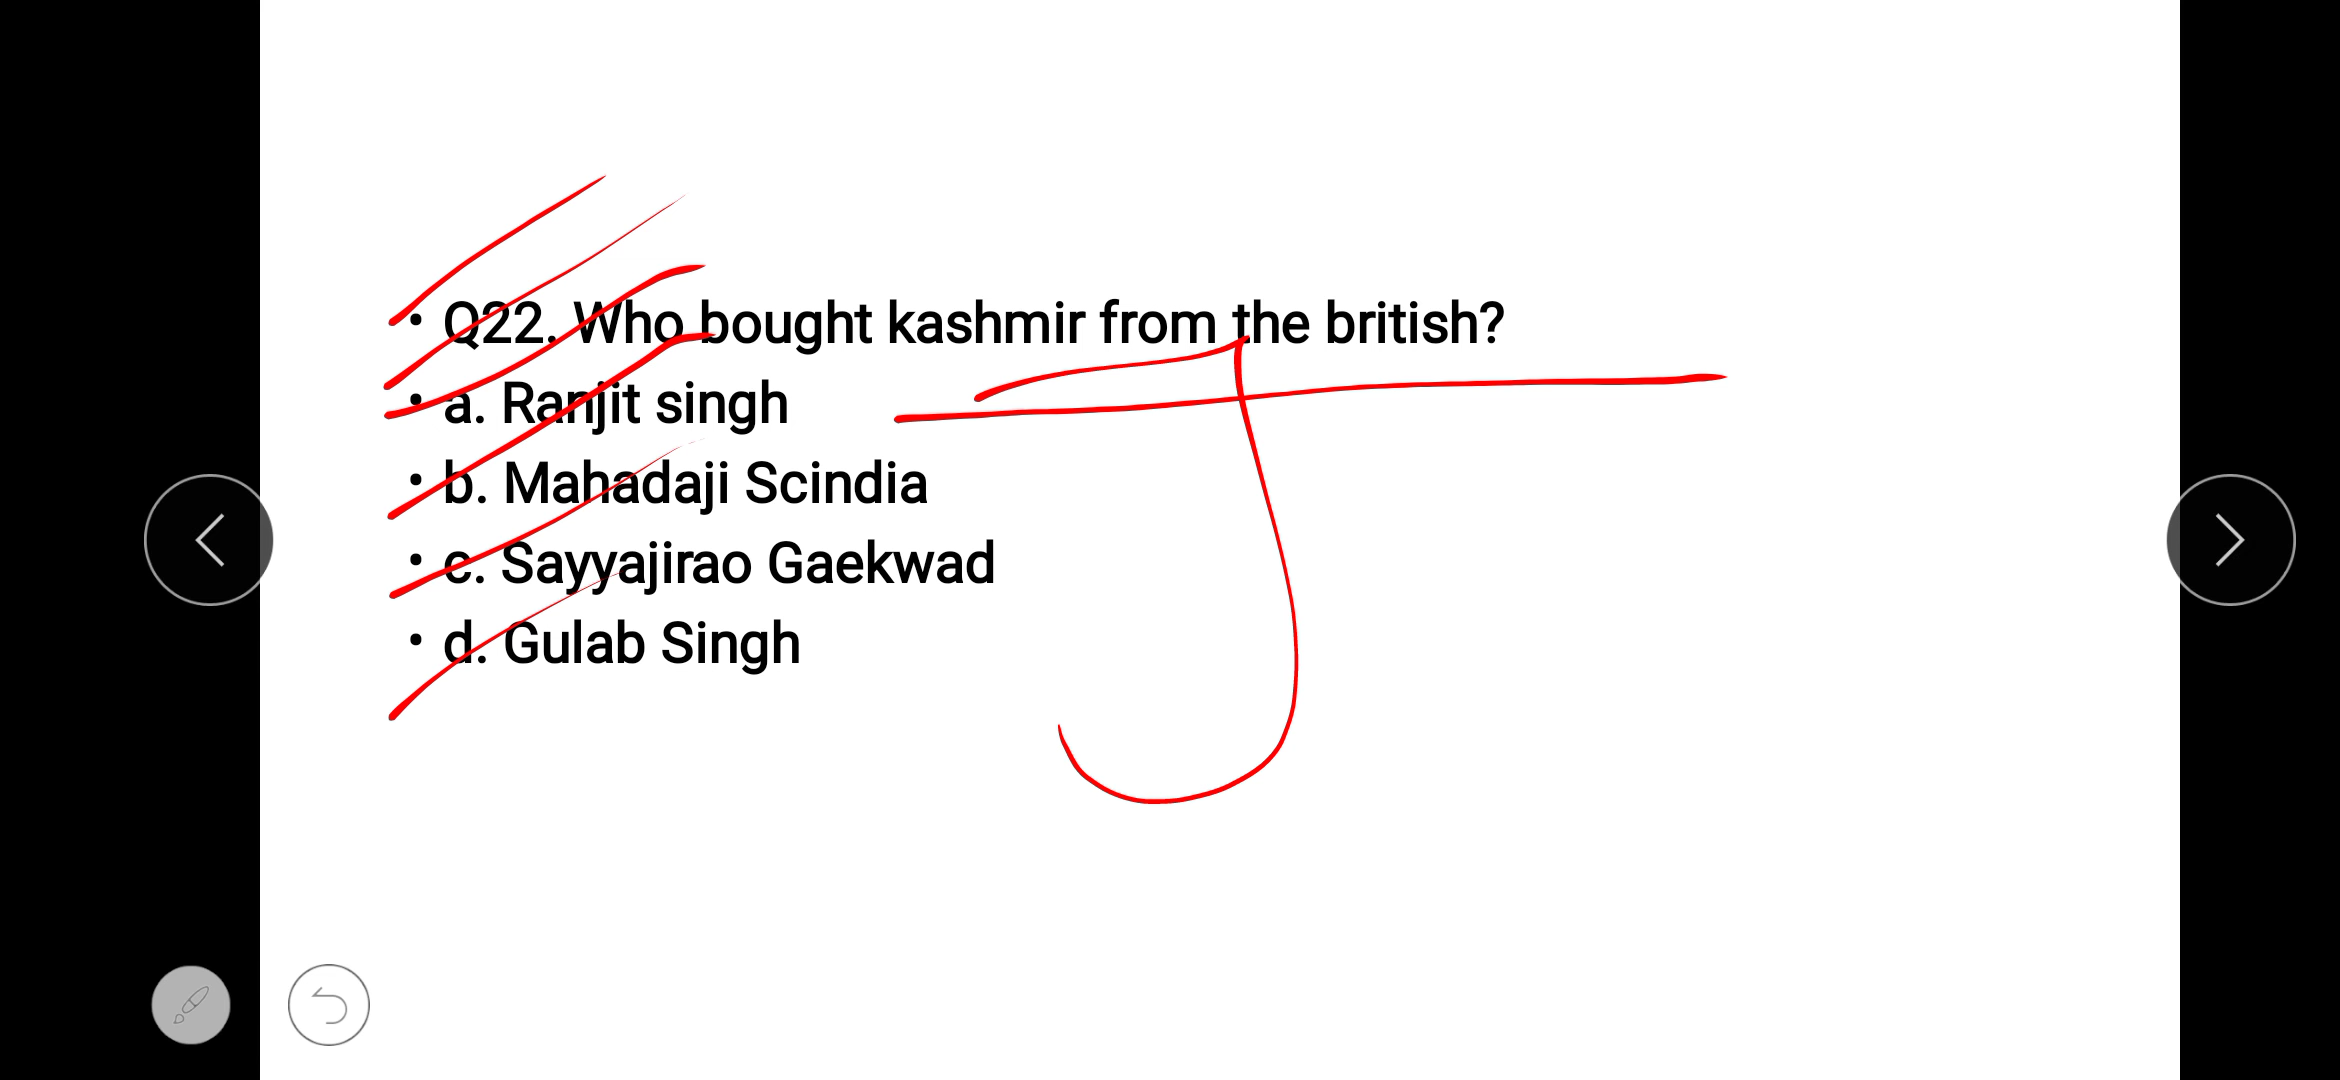 • Q22. Who bought kashmir from the british?
• a. Ranjit singh
• b. Mahadaji Scindia
• c. Sayyajirao Gaekwad
• d. Gulab Singh